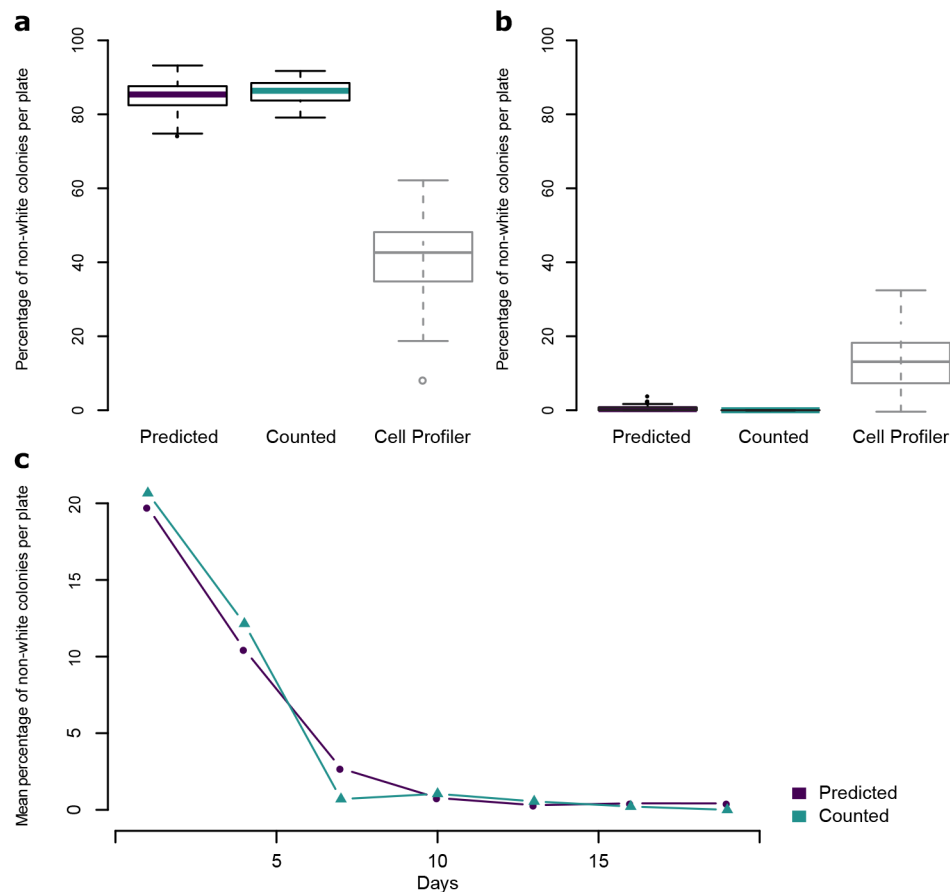 a
b
Percentage of non-white colonies per plate
100
80
60
40
20
0
Predicted
Counted
Cell Profiler
Percentage of non-white colonies per plate
100
80
60
40
20
0
Predicted
Counted
Cell Profiler
c
Mean percentage of non-white colonies per plate
20
15
10
5
0
5
10
15
Days
Predicted
Counted